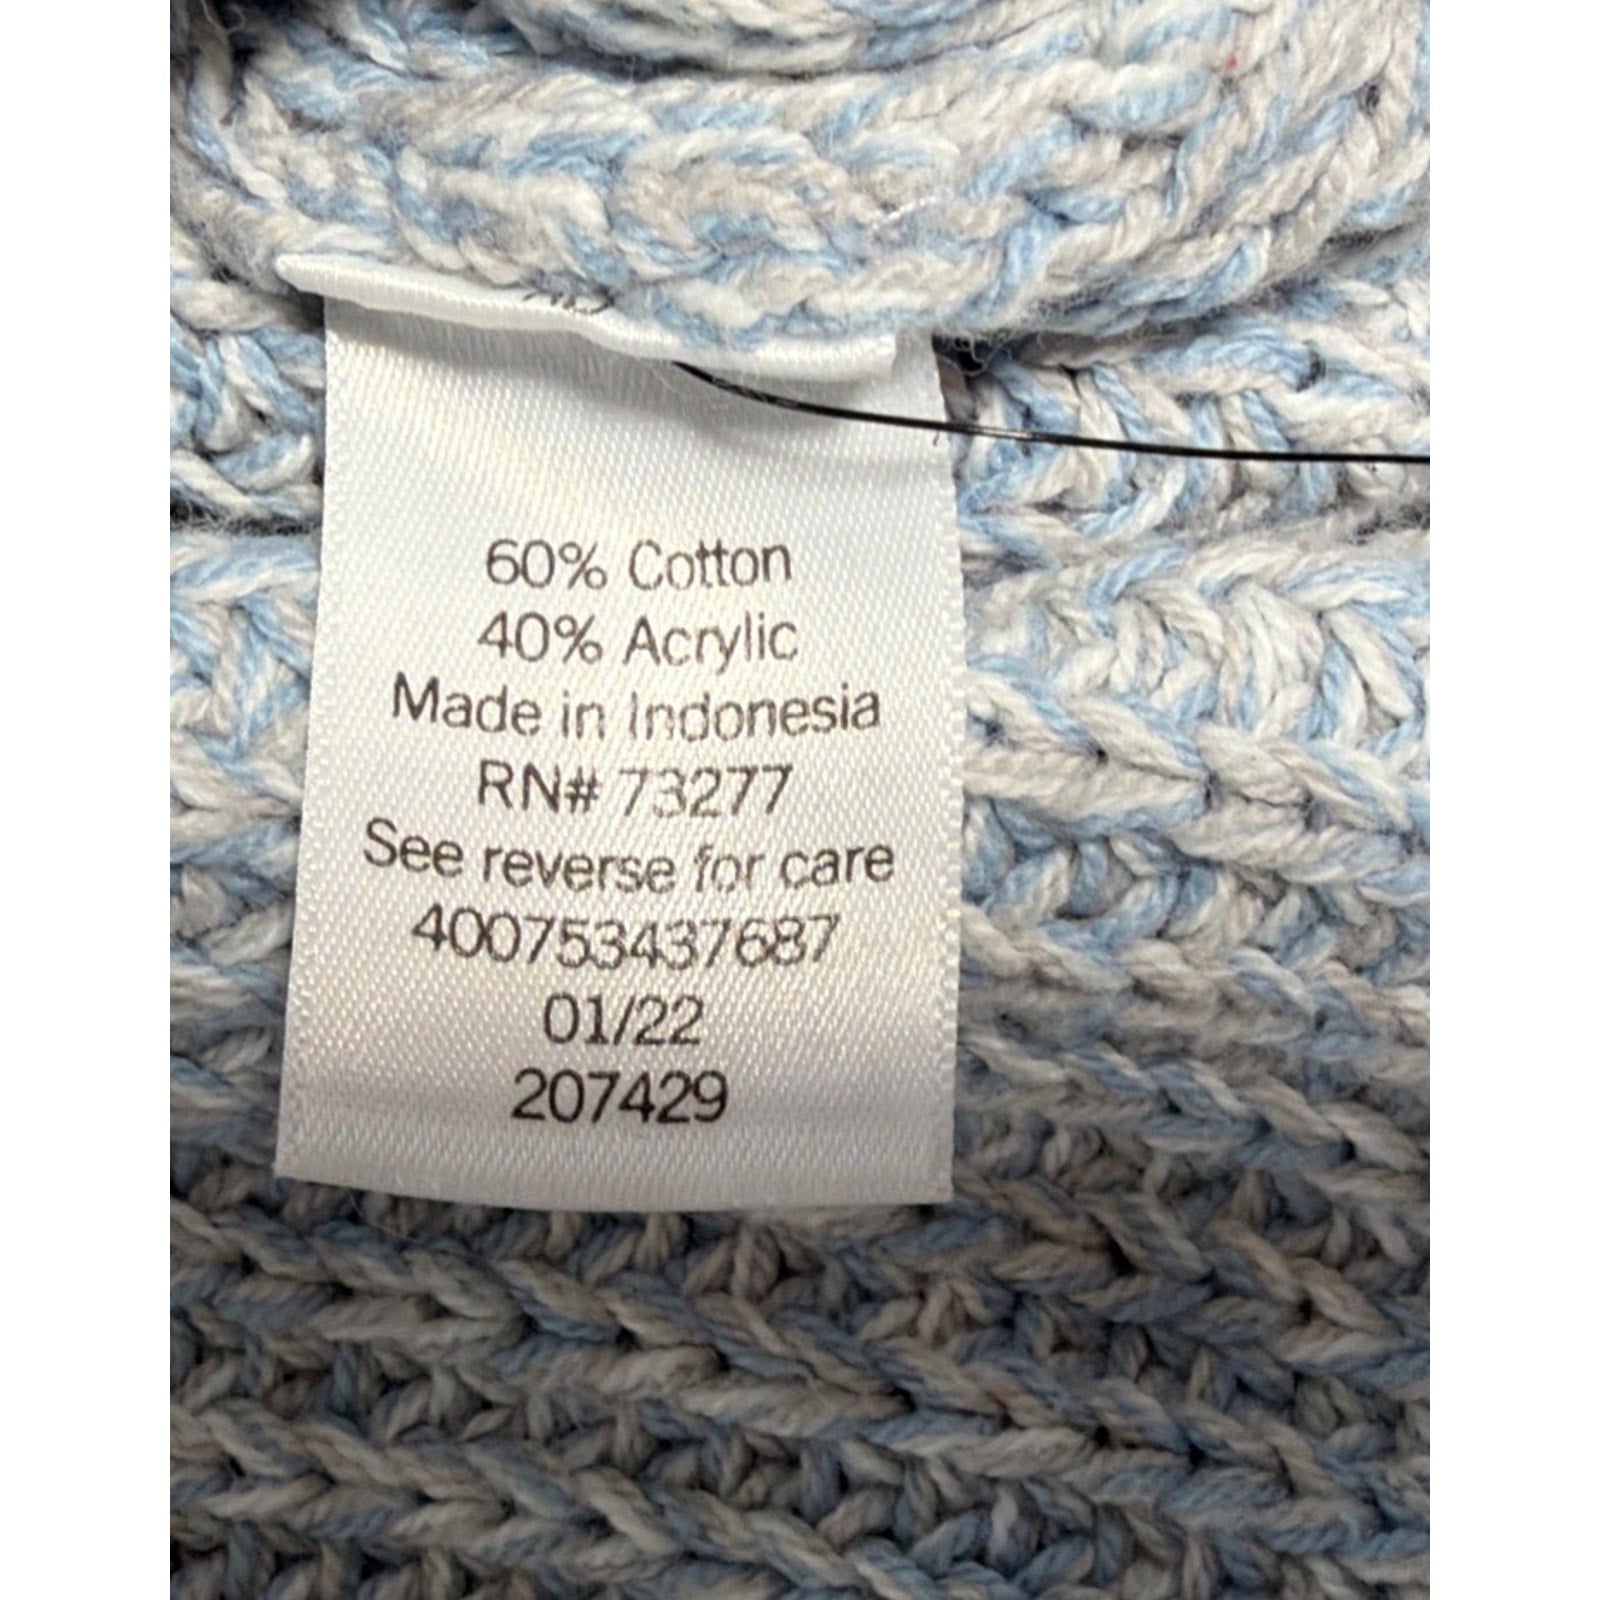 60% Cotton
40% Acrylic
Made in Indonesia
RN# 73277
See reverse for care
400753437687
01/22
207429